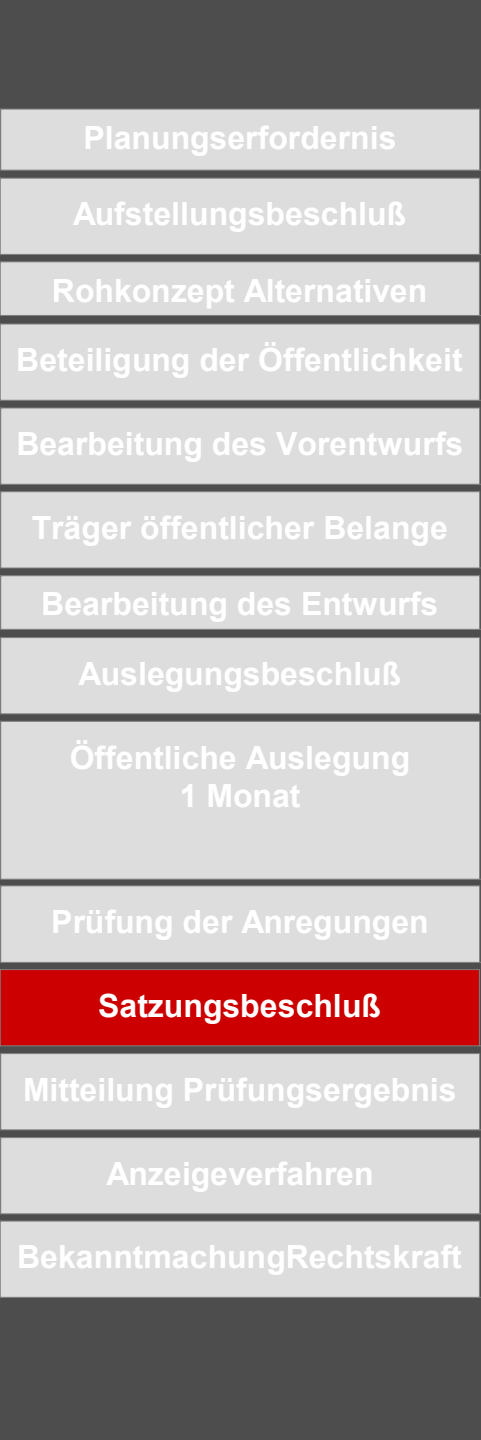 Planungserfordernis
Aufstellungsbeschluß
Rohkonzept Alternativen
Beteiligung der Öffentlichkeit
Bearbeitung des Vorentwurfs
Träger öffentlicher Belange
Bearbeitung des Entwurfs
Auslegungsbeschluß
Öffentliche Auslegung
1 Monat
Prüfung der Anregungen
Satzungsbeschluß
Mitteilung Prüfungsergebnis
Anzeigeverfahren
BekanntmachungRechtskraft